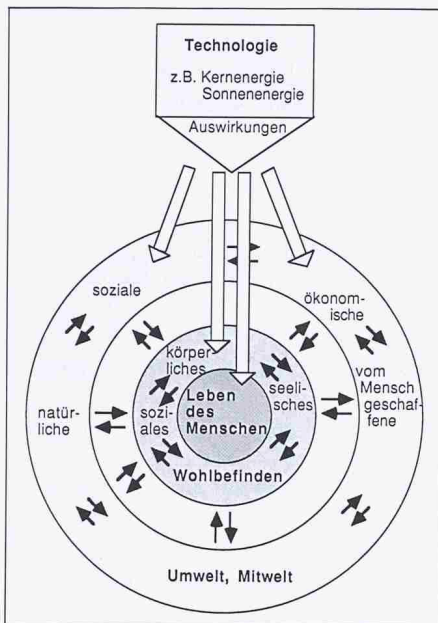 Technologie
z.B. Kernenergie
Sonnenenergie
Auswirkungen
soziale
ökonom-
ische
körper-
liches
seeli-
sches
vom
Mensch
geschaf-
fene
natür-
liche
sozi-
ales
Leben
des
Menschen
Wohlbefinden
Umwelt, Mitwelt